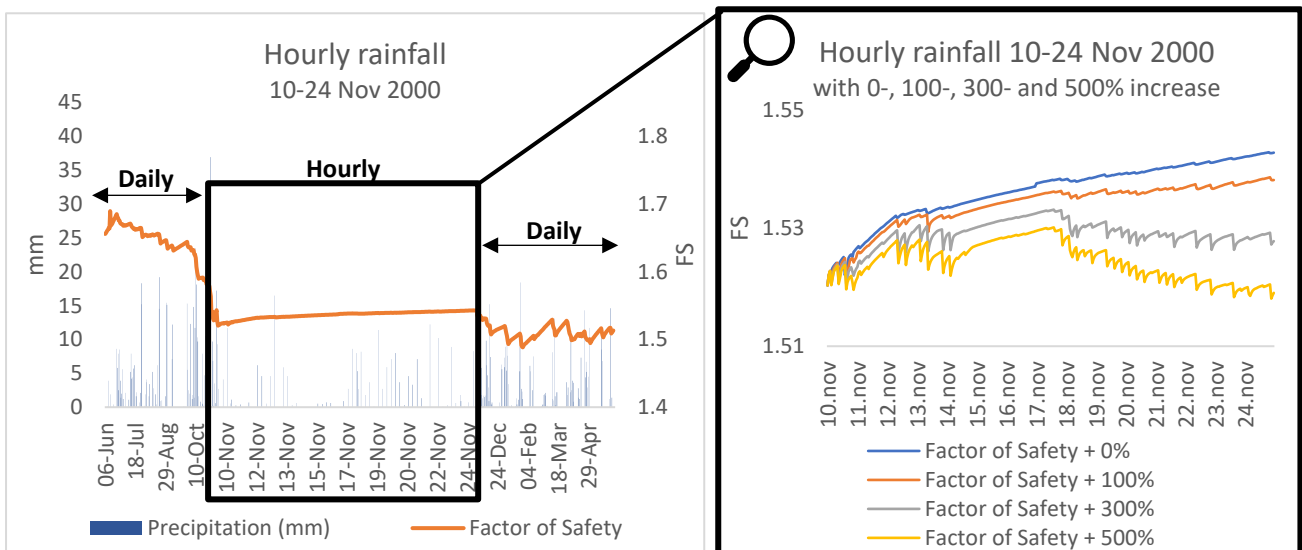 Hourly rainfall
10-24 Nov 2000
45
40
35
30
25
20
15
10
5
0
mm
1.8
1.7
1.6
1.5
1.4
FS
Daily
Hourly
Daily
06-Jun
18-Jul
29-Aug
10-Oct
10-Nov
12-Nov
13-Nov
15-Nov
17-Nov
19-Nov
20-Nov
22-Nov
24-Nov
24-Dec
04-Feb
18-Mar
29-Apr
Precipitation (mm)
Factor of Safety
Hourly rainfall 10-24 Nov 2000
with 0-, 100-, 300- and 500% increase
1.55
1.53
1.51
FS
10.nov
11.nov
12.nov
13.nov
14.nov
15.nov
16.nov
17.nov
18.nov
19.nov
20.nov
21.nov
22.nov
23.nov
24.nov
Factor of Safety + 0%
Factor of Safety + 100%
Factor of Safety + 300%
Factor of Safety + 500%